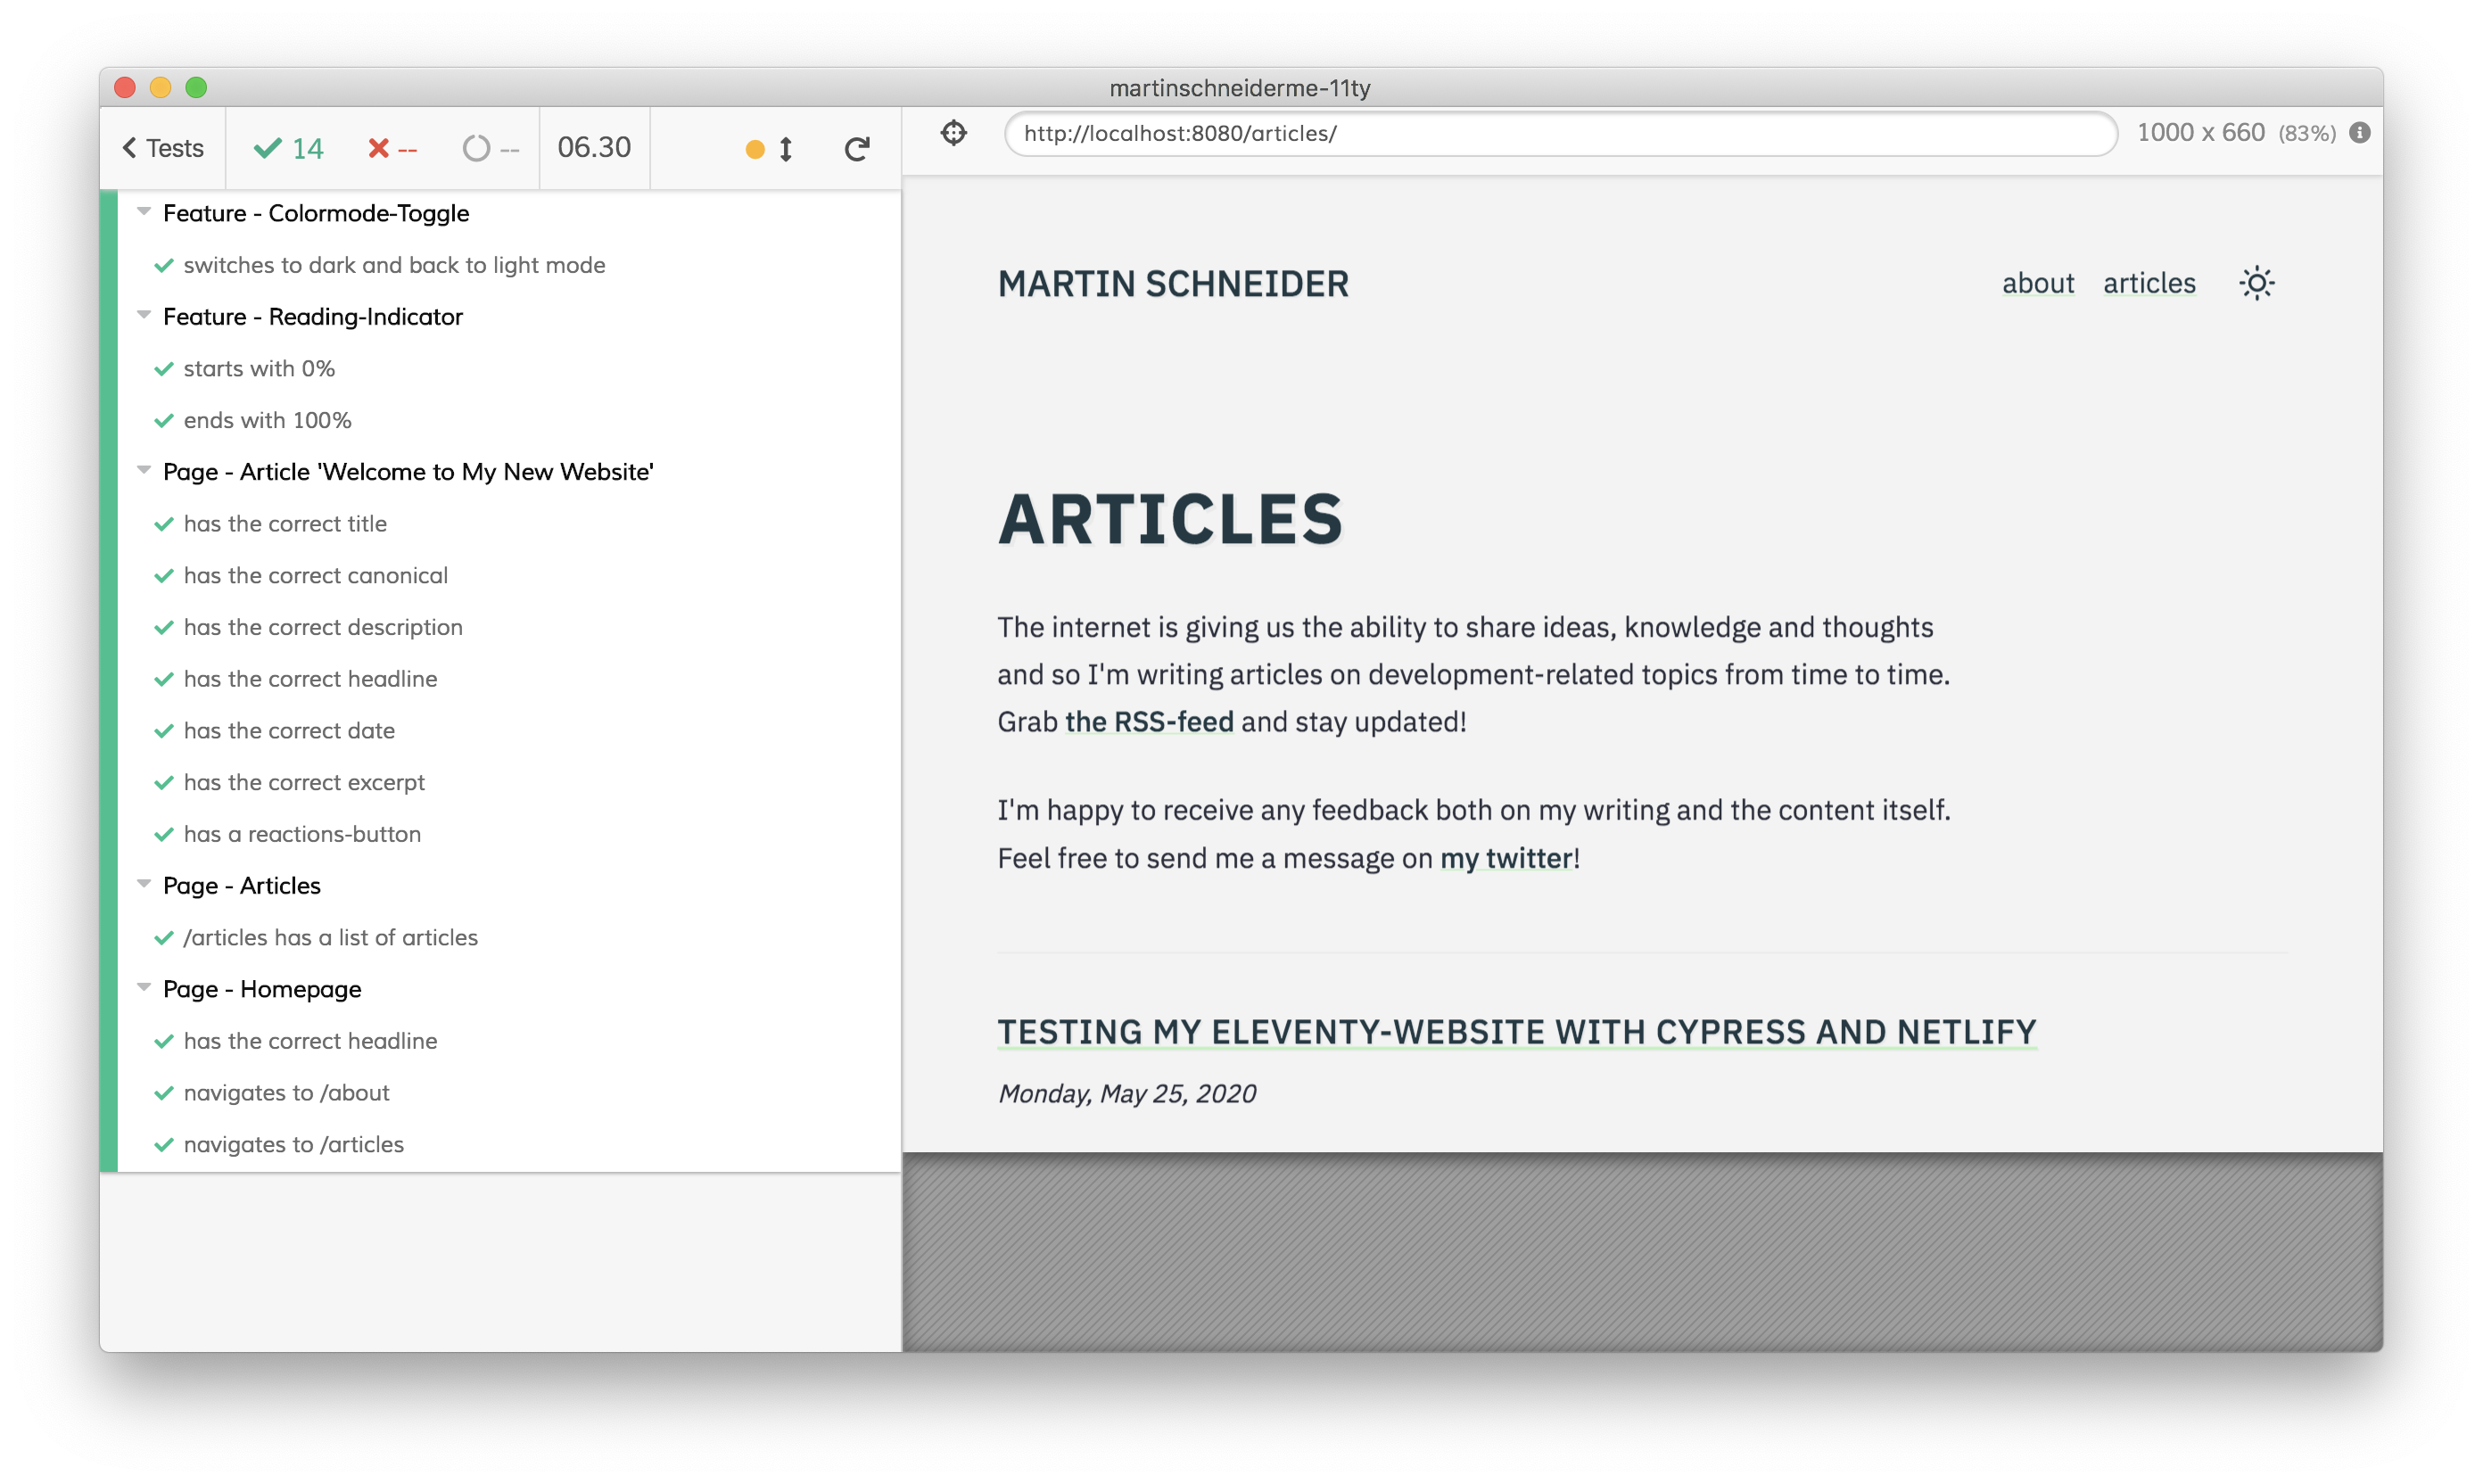 martinschneiderme-11ty
Tests 14 -- -- 06.30
http://localhost:8080/articles/ 1000 x 660 (83%)
Feature - Colormode-Toggle
switches to dark and back to light mode
Feature - Reading-Indicator
starts with 0%
ends with 100%
Page - Article 'Welcome to My New Website'
has the correct title
has the correct canonical
has the correct description
has the correct headline
has the correct date
has the correct excerpt
has a reactions-button
Page - Articles
/articles has a list of articles
Page - Homepage
has the correct headline
navigates to /about
navigates to /articles
MARTIN SCHNEIDER
about articles
ARTICLES
The internet is giving us the ability to share ideas, knowledge and thoughts
and so I'm writing articles on development-related topics from time to time.
Grab the RSS-feed and stay updated!
I'm happy to receive any feedback both on my writing and the content itself.
Feel free to send me a message on my twitter!
TESTING MY ELEVENTY-WEBSITE WITH CYPRESS AND NETLIFY
Monday, May 25, 2020